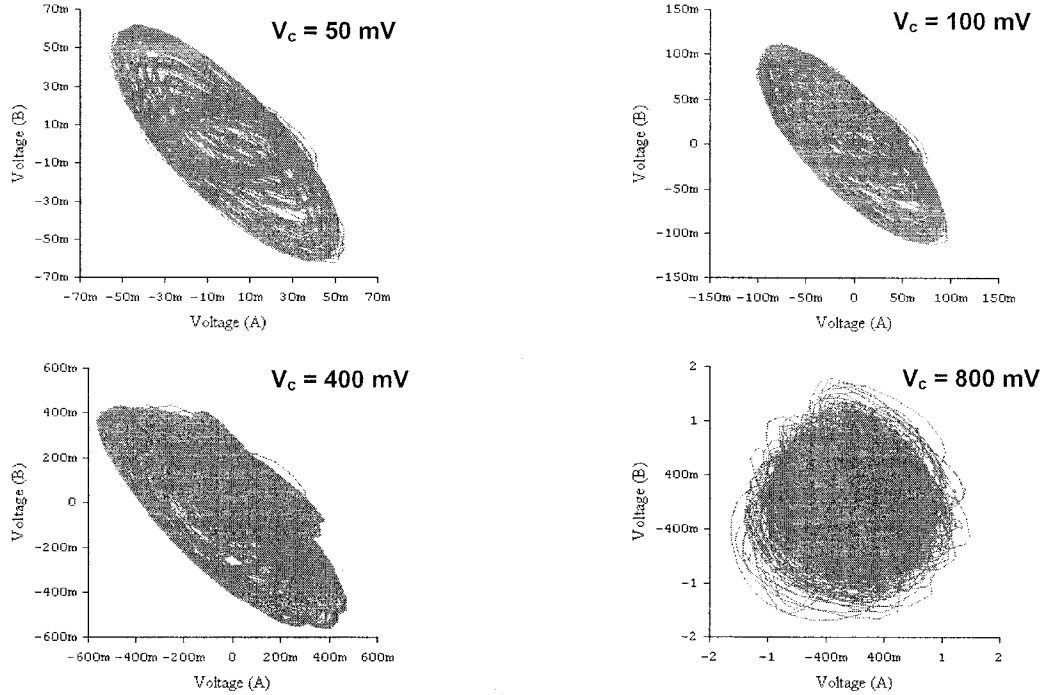 V_c = 50 mV
70m
50m
30m
10m
-10m
-30m
-50m
-70m
Voltage (B)
-70m -50m -30m -10m 10m 30m 50m 70m
Voltage (A)
V_c = 100 mV
150m
100m
50m
0
-50m
-100m
-150m
Voltage (B)
-150m -100m -50m 0 50m 100m 150m
Voltage (A)
V_c = 400 mV
600m
400m
200m
0
-200m
-400m
-600m
Voltage (B)
-600m -400m -200m 0 200m 400m 600m
Voltage (A)
V_c = 800 mV
2
1
400m
-400m
-1
-2
Voltage (B)
-2 -1 -400m 400m 1 2
Voltage (A)